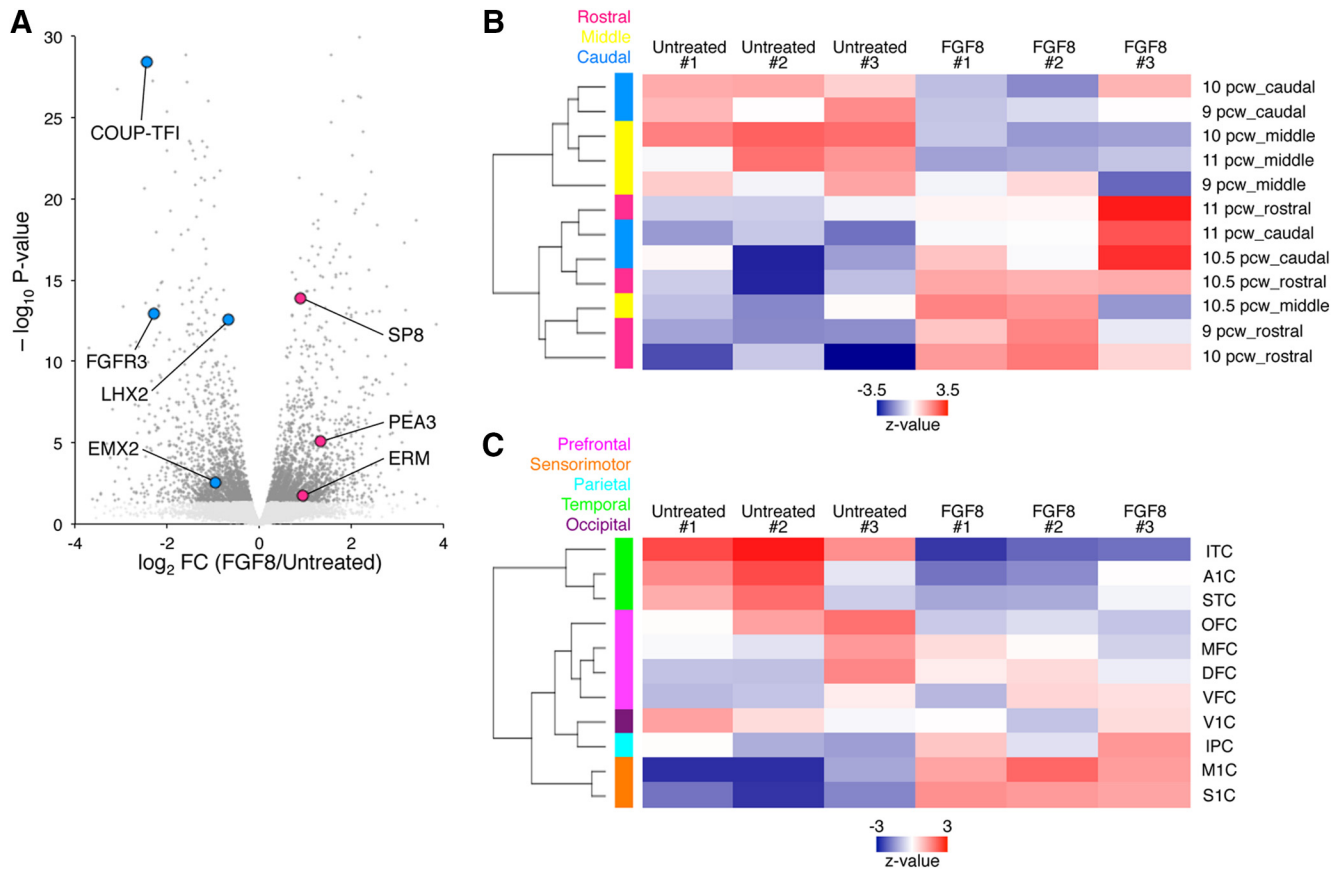 A
30
25
20
15
10
5
0
-4
-2
0
2
4
– log10 P-value
log2 FC (FGF8/Untreated)
COUP-TFI
FGFR3
LHX2
EMX2
SP8
PEA3
ERM
B
Rostral
Middle
Caudal
Untreated
#1
Untreated
#2
Untreated
#3
FGF8
#1
FGF8
#2
FGF8
#3
10 pcw_caudal
9 pcw_caudal
10 pcw_middle
11 pcw_middle
9 pcw_middle
11 pcw_rostral
11 pcw_caudal
10.5 pcw_caudal
10.5 pcw_rostral
10.5 pcw_middle
9 pcw_rostral
10 pcw_rostral
-3.5 3.5
z-value
C
Prefrontal
Sensorimotor
Parietal
Temporal
Occipital
Untreated
#1
Untreated
#2
Untreated
#3
FGF8
#1
FGF8
#2
FGF8
#3
ITC
A1C
STC
OFC
MFC
DFC
VFC
V1C
IPC
M1C
S1C
-3 3
z-value